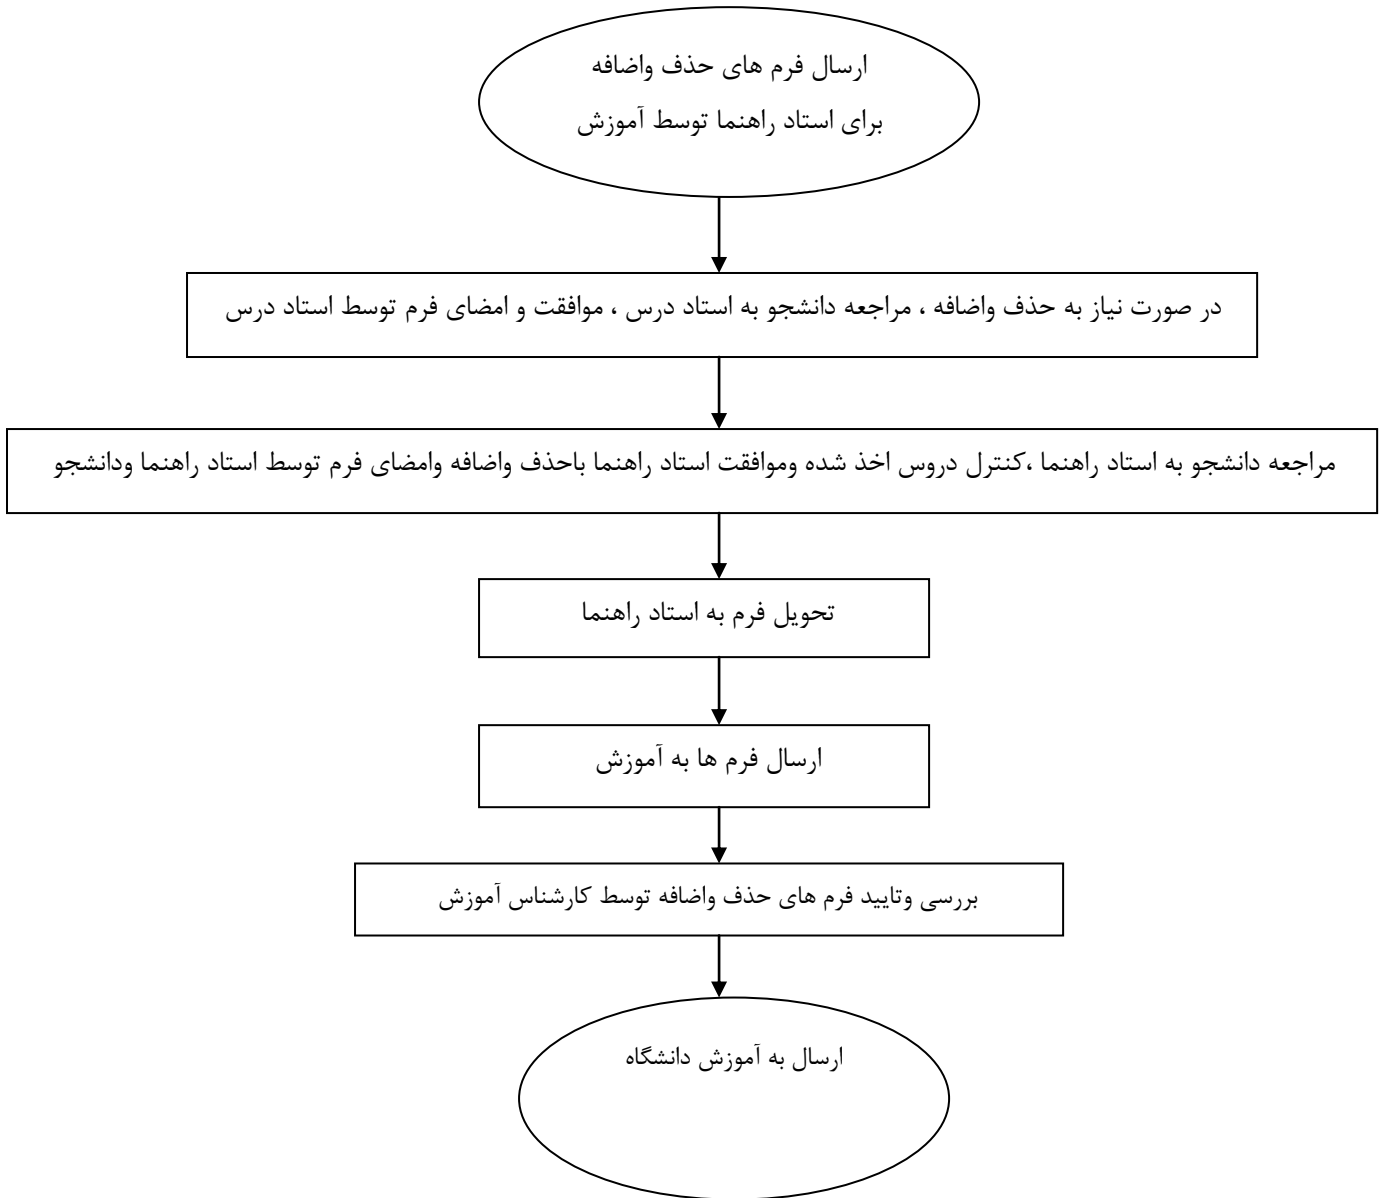 ارسال فرم های حذف واضافه
برای استاد راهنما توسط آموزش
در صورت نیاز به حذف واضافه ، مراجعه دانشجو به استاد درس ، موافقت و امضای فرم توسط استاد درس
مراجعه دانشجو به استاد راهنما ،کنترل دروس اخذ شده وموافقت استاد راهنما باحذف واضافه وامضای فرم توسط استاد راهنما ودانشجو
تحویل فرم به استاد راهنما
ارسال فرم ها به آموزش
بررسی وتایید فرم های حذف واضافه توسط کارشناس آموزش
ارسال به آموزش دانشگاه